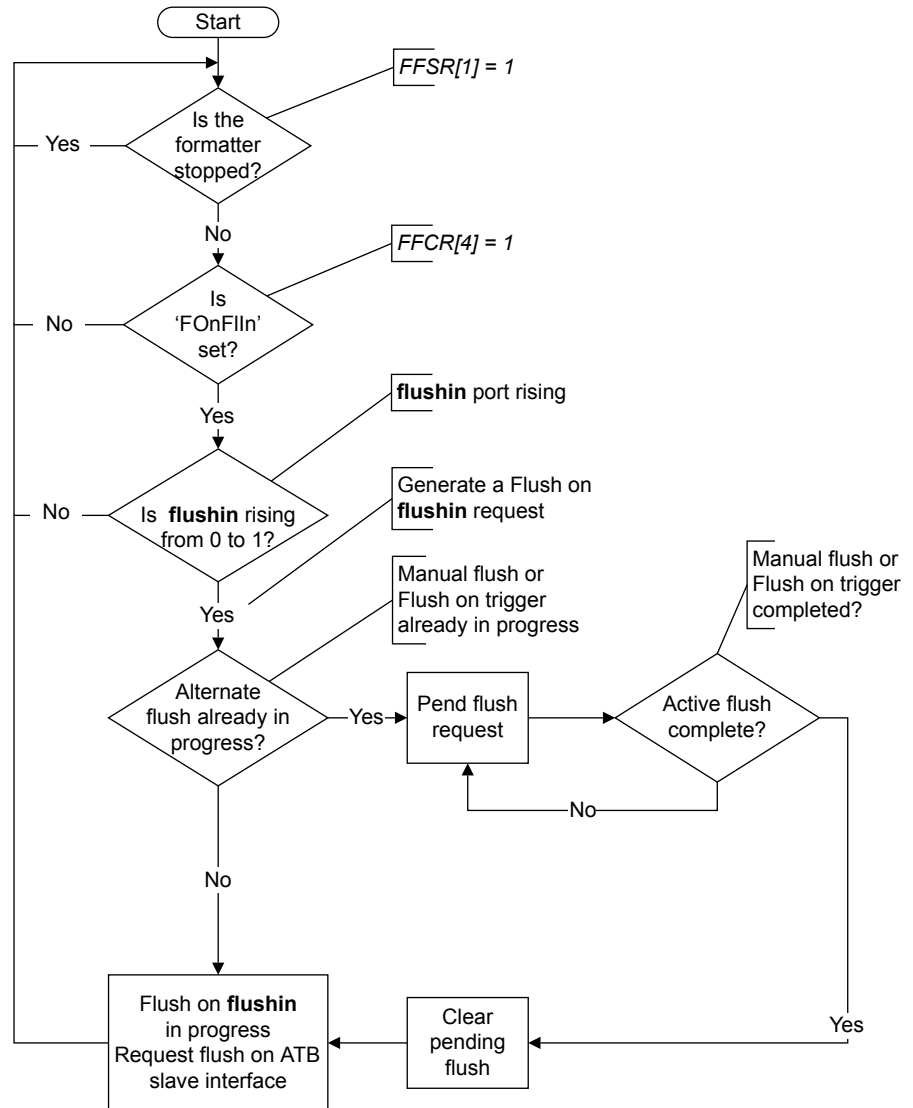 Start
FFSR[1] = 1
Is the
formatter
stopped?
Yes
No
FFCR[4] = 1
Is
‘FOnFlIn’
set?
No
Yes
flushin port rising
Is flushin rising
from 0 to 1?
No
Generate a Flush on
flushin request
Yes
Manual flush or
Flush on trigger
already in progress
Manual flush or
Flush on trigger
completed?
Alternate
flush already in
progress?
Yes
Pend flush
request
Active flush
complete?
No
No
Yes
Flush on flushin
in progress
Request flush on ATB
slave interface
Clear
pending
flush